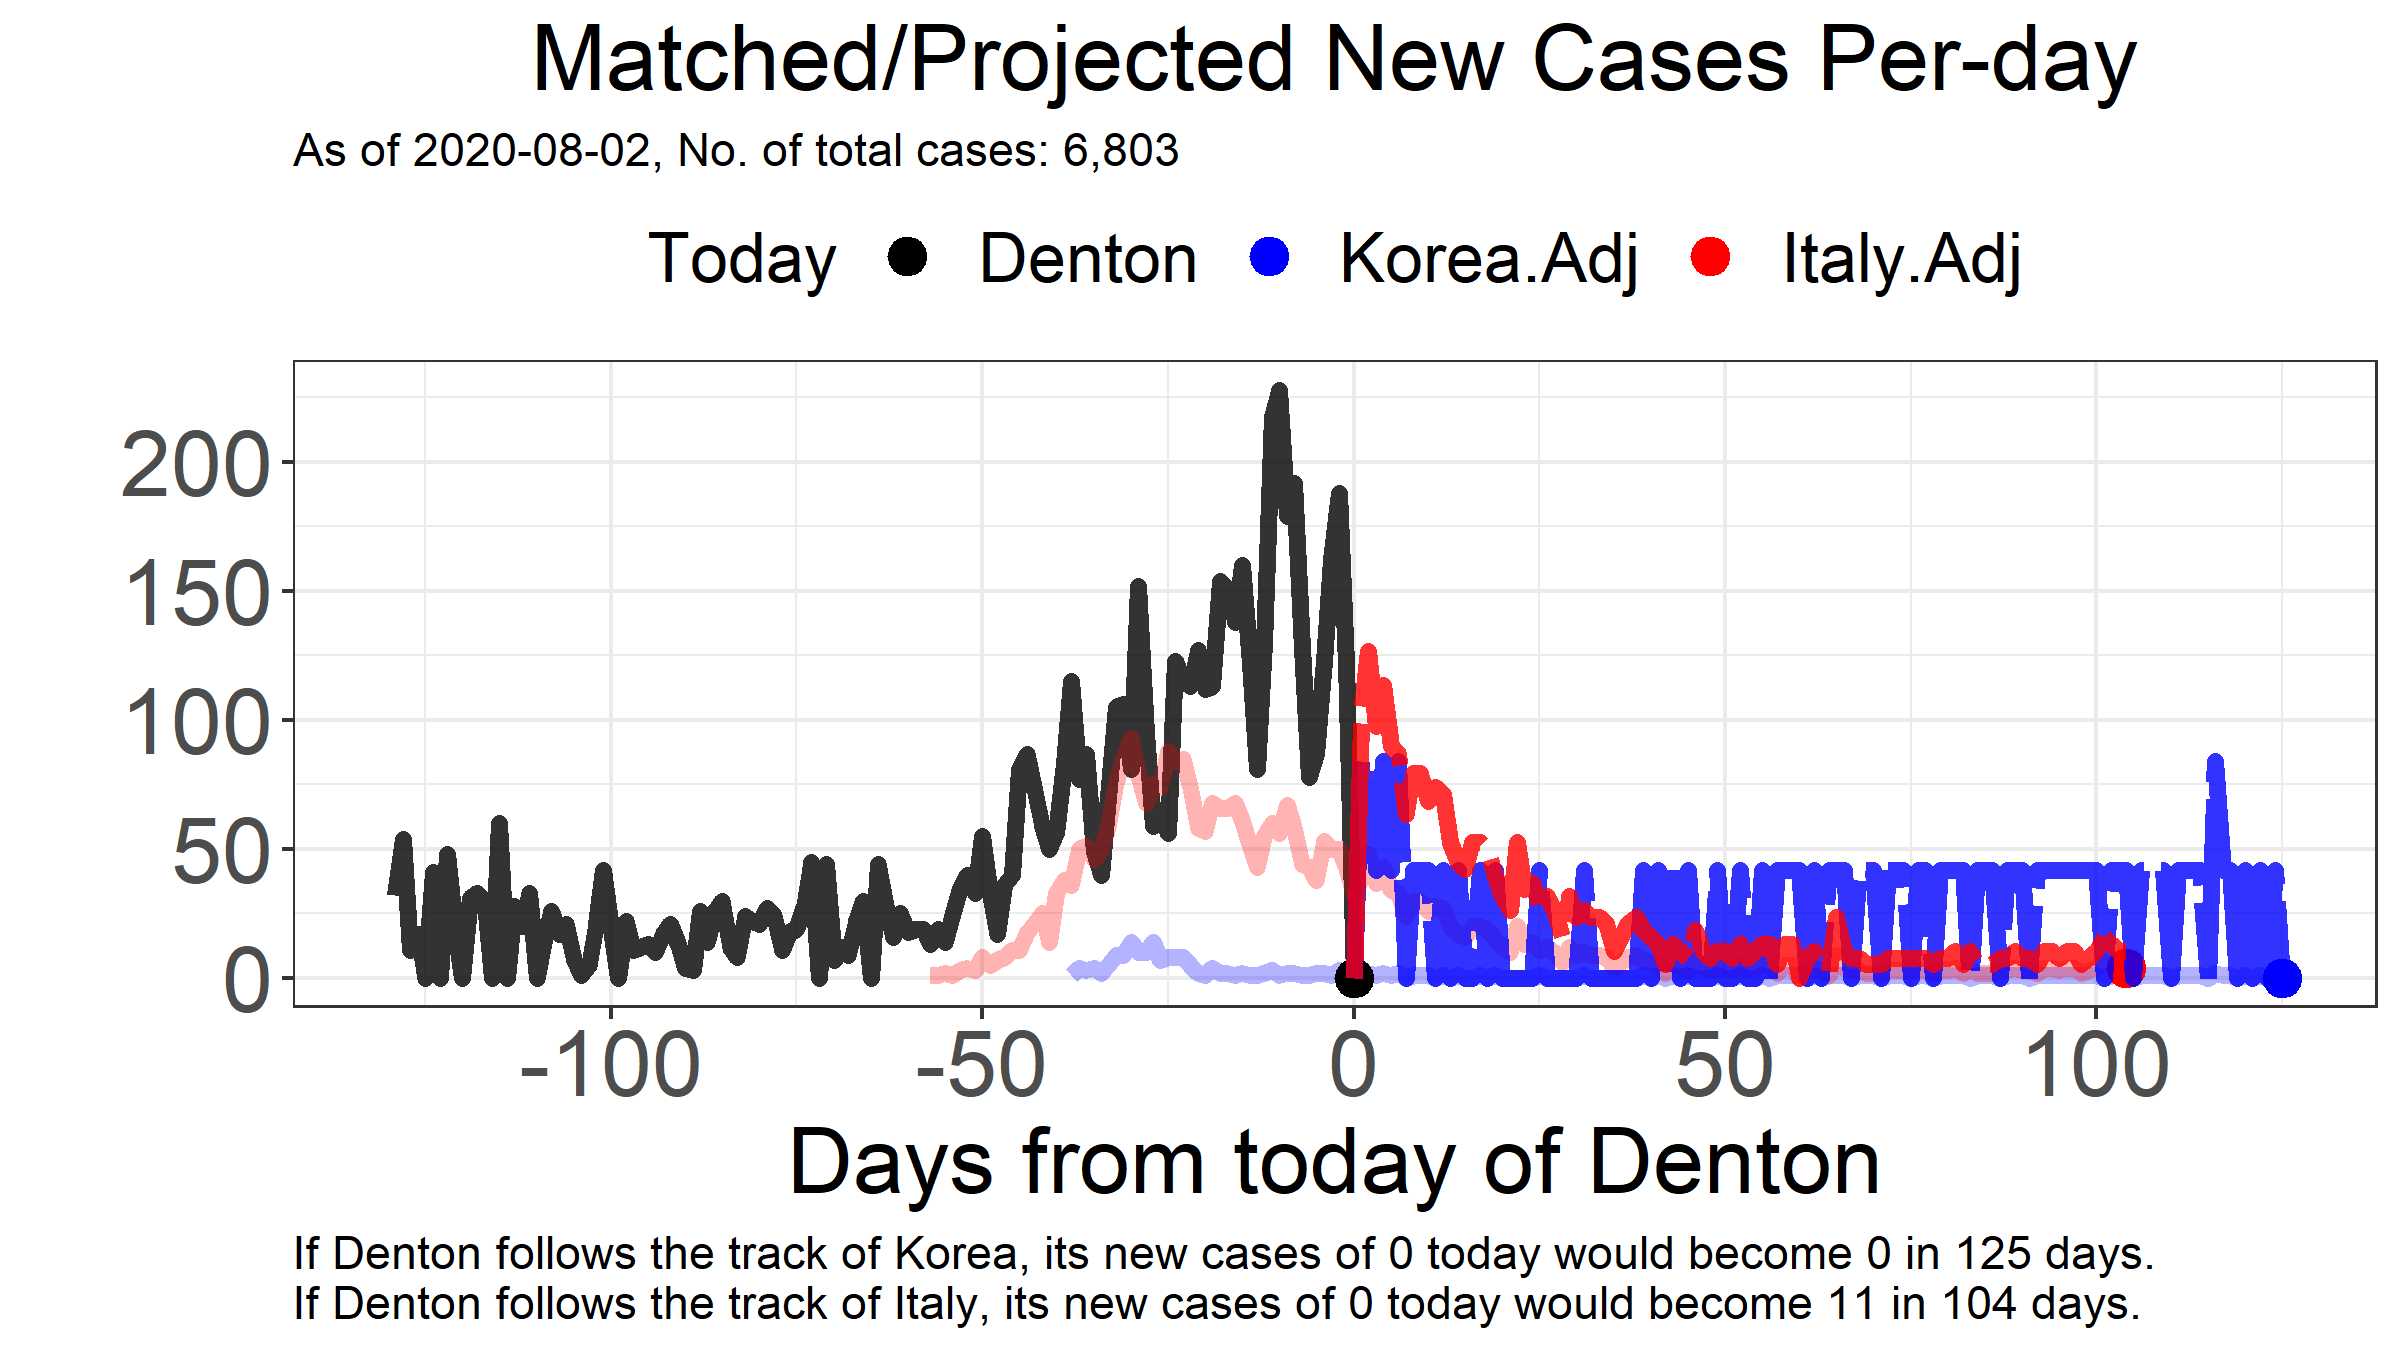 Matched/Projected New Cases Per-day
As of 2020-08-02, No. of total cases: 6,803
Today Denton Korea.Adj Italy.Adj
200
150
100
50
0
-100 -50 0 50 100
Days from today of Denton
If Denton follows the track of Korea, its new cases of 0 today would become 0 in 125 days.
If Denton follows the track of Italy, its new cases of 0 today would become 11 in 104 days.